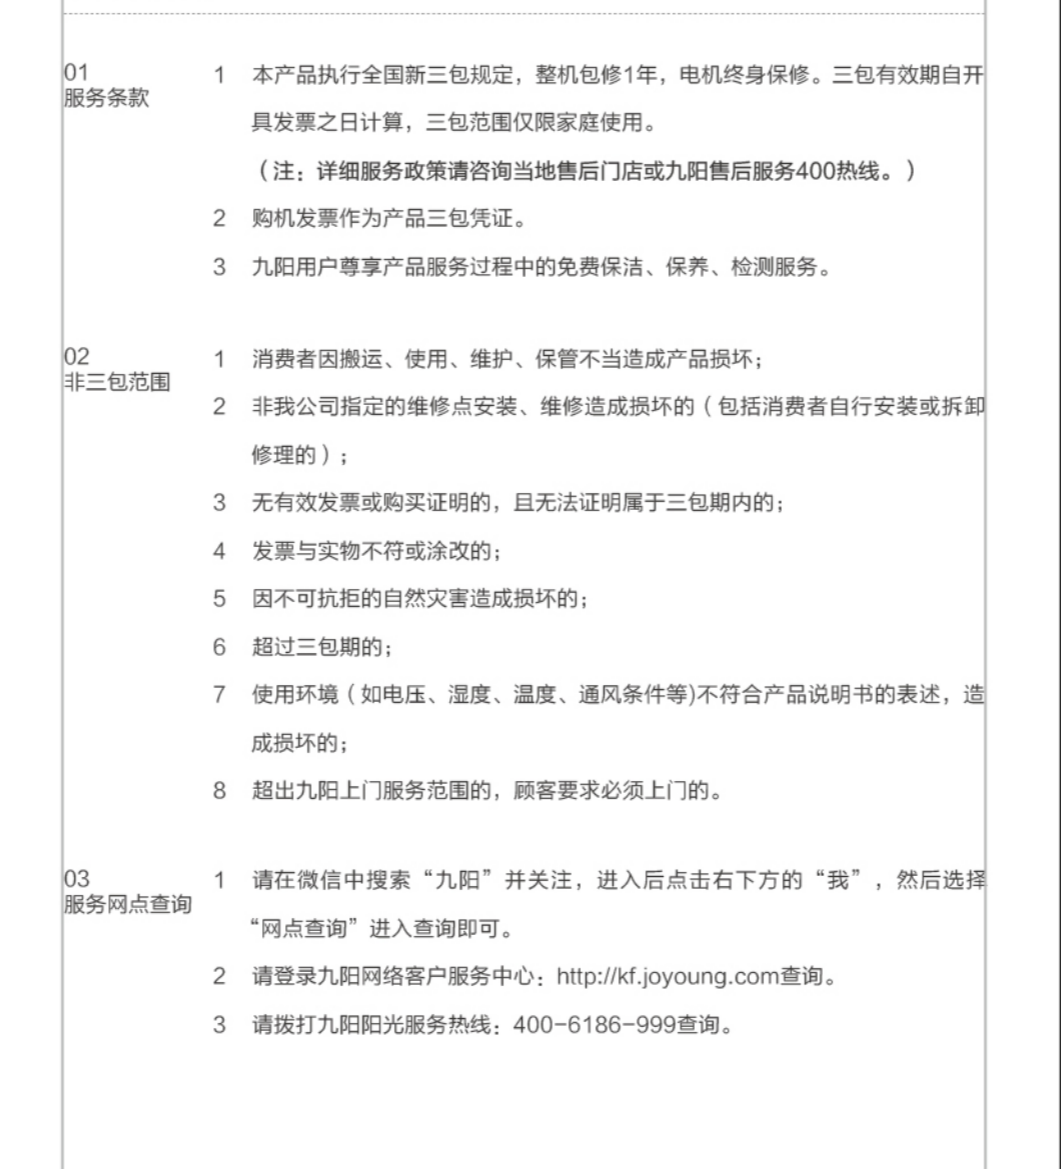 01
服务条款
1 本产品执行全国新三包规定，整机包修1年，电机终身保修。三包有效期自开
具发票之日计算，三包范围仅限家庭使用。
（注：详细服务政策请咨询当地售后门店或九阳售后服务400热线。）
2 购机发票作为产品三包凭证。
3 九阳用户尊享产品服务过程中的免费保洁、保养、检测服务。
02
非三包范围
1 消费者因搬运、使用、维护、保管不当造成产品损坏；
2 非我公司指定的维修点安装、维修造成损坏的（包括消费者自行安装或拆卸
修理的）；
3 无有效发票或购买证明的，且无法证明属于三包期内的；
4 发票与实物不符或涂改的；
5 因不可抗拒的自然灾害造成损坏的；
6 超过三包期的；
7 使用环境（如电压、湿度、温度、通风条件等)不符合产品说明书的表述，造
成损坏的；
8 超出九阳上门服务范围的，顾客要求必须上门的。
03
服务网点查询
1 请在微信中搜索“九阳”并关注，进入后点击右下方的“我”，然后选择
“网点查询”进入查询即可。
2 请登录九阳网络客户服务中心：http://kf.joyoung.com查询。
3 请拨打九阳阳光服务热线：400-6186-999查询。